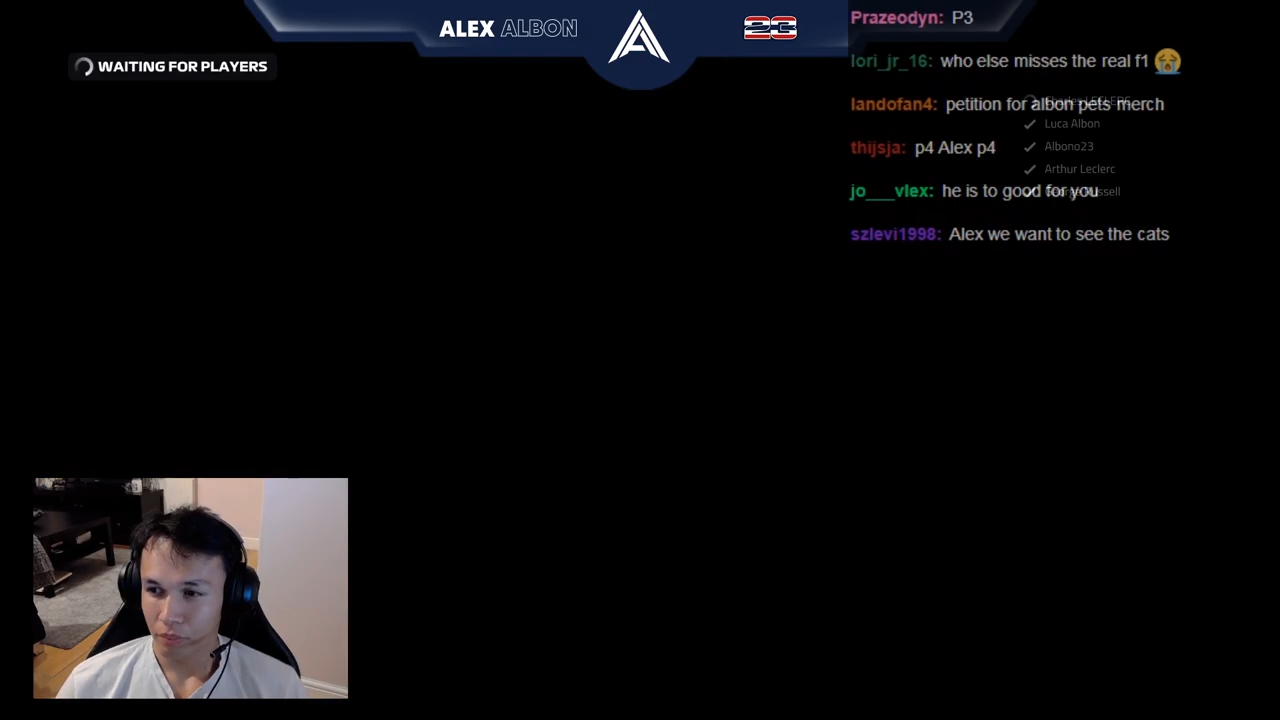 ALEX ALBON
23
WAITING FOR PLAYERS
Prazeodyn: P3
lori_jr_16: who else misses the real f1 😭
landofan4: petition for albon pets merch
thijsja: p4 Alex p4
jo___vlex: he is to good for you
szlevi1998: Alex we want to see the cats
Charles LECLERC
Luca Albon
Albono23
Arthur Leclerc